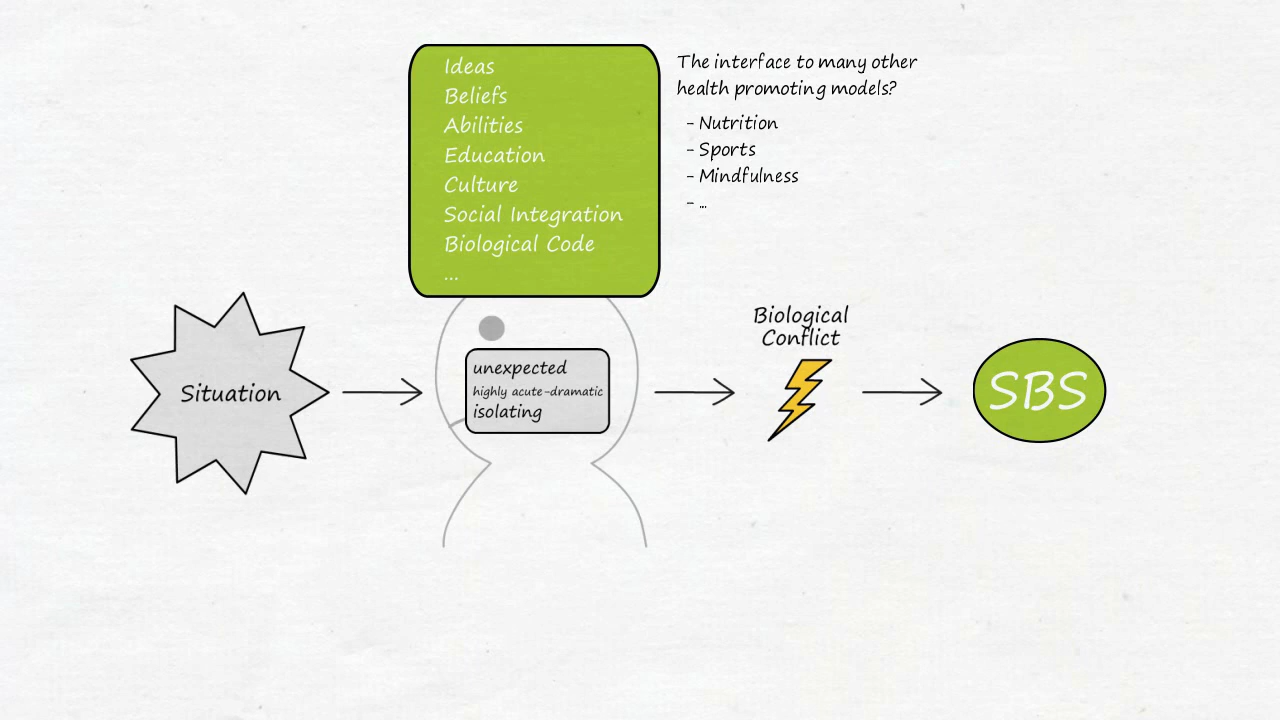 Ideas
Beliefs
Abilities
Education
Culture
Social Integration
Biological Code
...
The interface to many other
health promoting models?
- Nutrition
- Sports
- Mindfulness
- ...
Situation
unexpected
highly acute-dramatic
isolating
Biological
Conflict
SBS